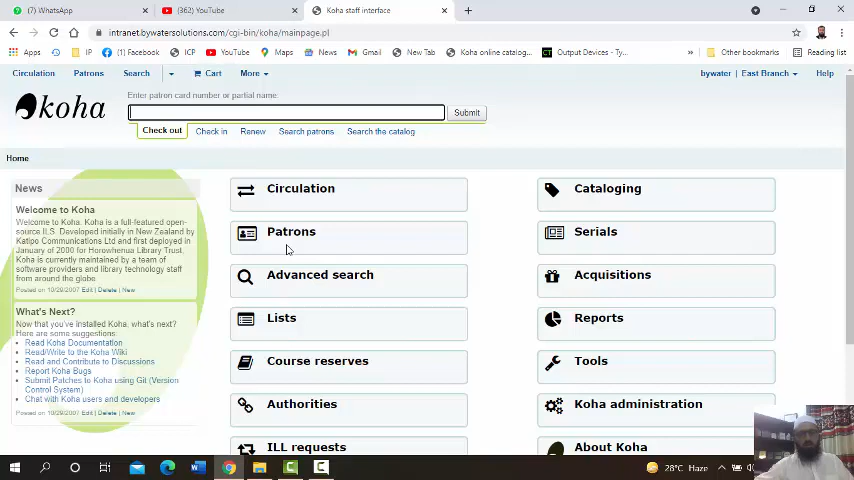 (7) WhatsApp
(362) YouTube
Koha staff interface
intranet.bywatersolutions.com/cgi-bin/koha/mainpage.pl
Apps
IP
Facebook
ICP
YouTube
Maps
Gmail
New Tab
Koha online catalog...
Output Devices - Ty...
Other bookmarks
Reading list
Circulation
Patrons
Search
Cart
More
bywater
East Branch
Help
koha
Enter patron card number or partial name:
Submit
Check out
Check in
Renew
Search patrons
Search the catalog
Home
News
Welcome to Koha
Welcome to Koha. Koha is a full-featured open-
source ILS. Developed initially in New Zealand by
Katipo Communications Ltd and first deployed in
January of 2000 for Horowhenua Library Trust,
Koha is currently maintained by a team of
software providers and library technology staff
from around the globe.
Posted on 10/29/2007 Edit | Delete | New
What's Next?
Now that you've installed Koha, what's next?
Here are some suggestions:
Read Koha Documentation
Read/Write to the Koha Wiki
Read and Contribute to Discussions
Report Koha Bugs
Submit Patches to Koha using Git (Version
Control System)
Chat with Koha users and developers
Posted on 10/29/2007 Edit | Delete | New
Circulation
Patrons
Advanced search
Lists
Course reserves
Authorities
ILL requests
Cataloging
Serials
Acquisitions
Reports
Tools
Koha administration
About Koha
28°C Haze